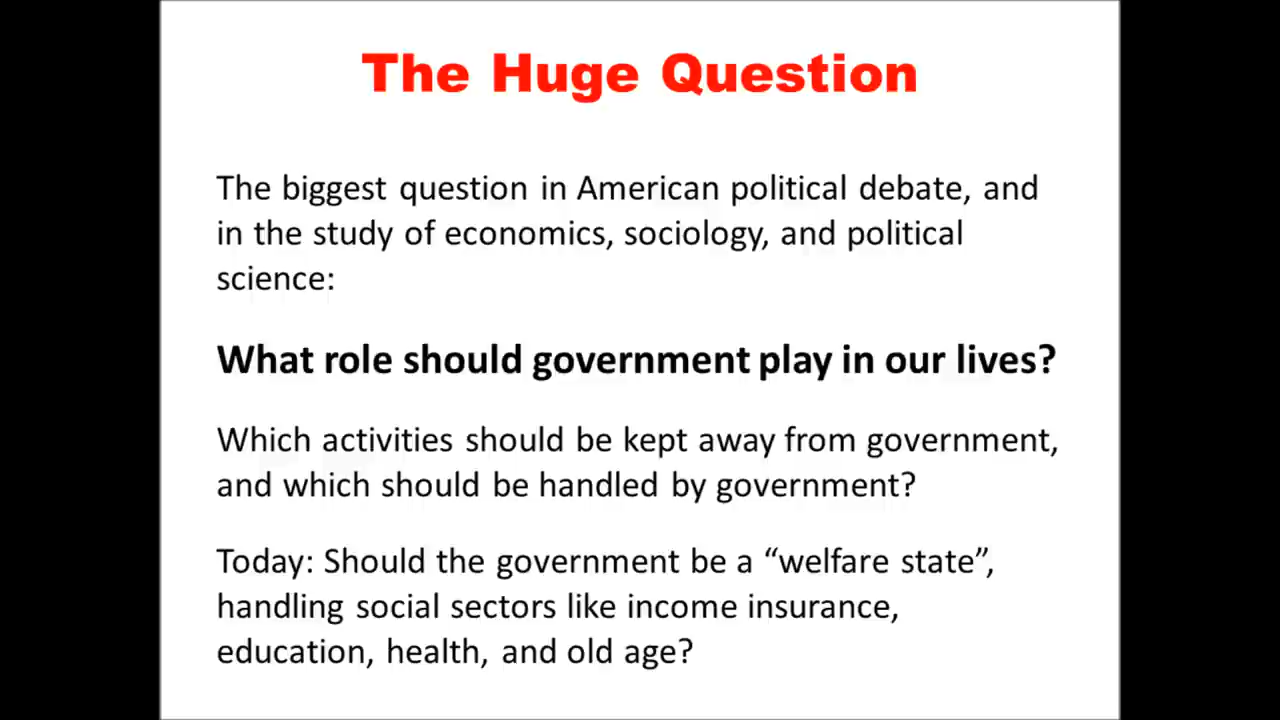 The Huge Question
The biggest question in American political debate, and
in the study of economics, sociology, and political
science:
What role should government play in our lives?
Which activities should be kept away from government,
and which should be handled by government?
Today: Should the government be a “welfare state”,
handling social sectors like income insurance,
education, health, and old age?